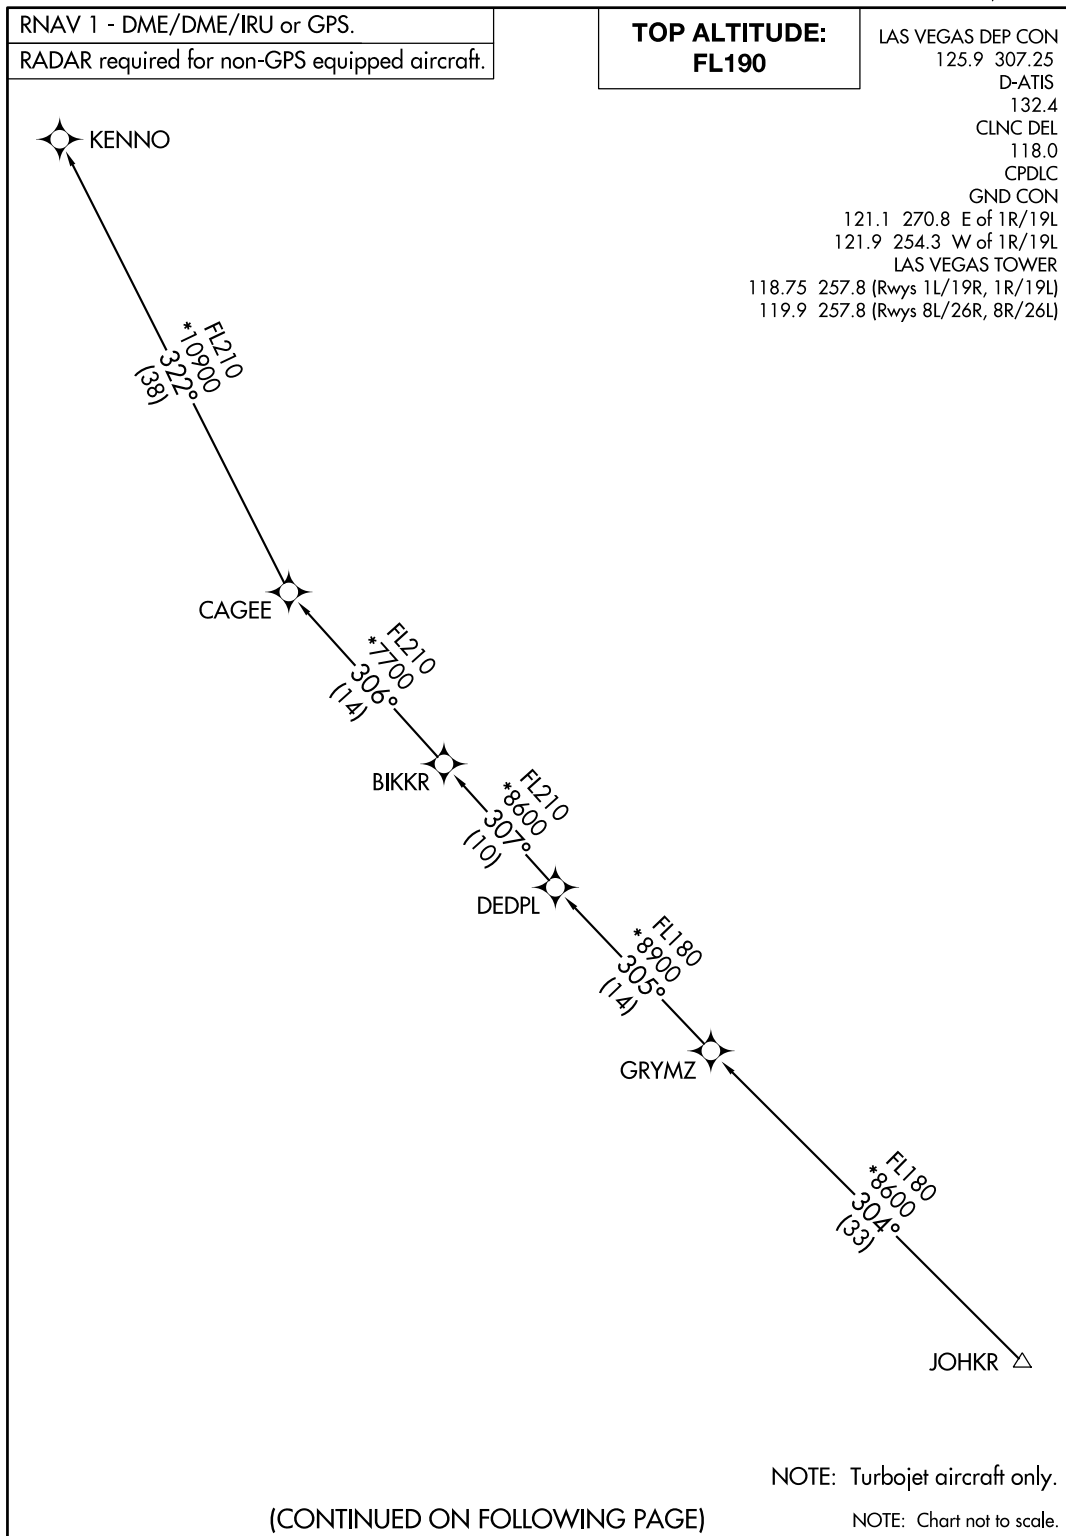 RNAV 1 - DME/DME/IRU or GPS.
RADAR required for non-GPS equipped aircraft.
TOP ALTITUDE:
FL190
LAS VEGAS DEP CON
125.9 307.25
D-ATIS
132.4
CLNC DEL
118.0
CPDLC
GND CON
121.1 270.8 E of 1R/19L
121.9 254.3 W of 1R/19L
LAS VEGAS TOWER
118.75 257.8 (Rwys 1L/19R, 1R/19L)
119.9 257.8 (Rwys 8L/26R, 8R/26L)
KENNO
FL210
*10900
322°
(38)
CAGEE
FL210
*7700
306°
(14)
BIKKR
FL210
*8600
307°
(10)
DEDPL
FL180
*8900
305°
(14)
GRYMZ
FL180
*8600
304°
(33)
JOHKR
NOTE: Turbojet aircraft only.
(CONTINUED ON FOLLOWING PAGE)
NOTE: Chart not to scale.